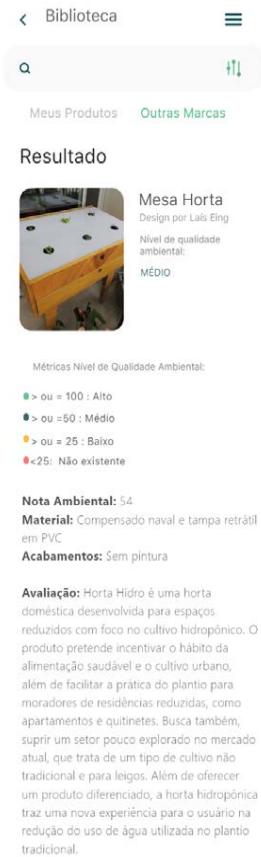 Biblioteca
Meus Produtos Outras Marcas
Resultado
Mesa Horta
Design por Laís Eing
Nível de qualidade
ambiental:
MÉDIO
Métricas Nível de Qualidade Ambiental:
> ou = 100 : Alto
> ou =50 : Médio
> ou = 25 : Baixo
<25: Não existente
Nota Ambiental: 54
Material: Compensado naval e tampa retrátil
em PVC
Acabamentos: Sem pintura
Avaliação: Horta Hidro é uma horta
doméstica desenvolvida para espaços
reduzidos com foco no cultivo hidropônico. O
produto pretende incentivar o hábito da
alimentação saudável e o cultivo urbano,
além de facilitar a prática do plantio para
moradores de residências reduzidas, como
apartamentos e quitinetes. Busca também,
suprir um setor pouco explorado no mercado
atual, que trata de um tipo de cultivo não
tradicional e para leigos. Além de oferecer
um produto diferenciado, a horta hidropônica
traz uma nova experiência para o usuário na
redução do uso de água utilizada no plantio
tradicional.